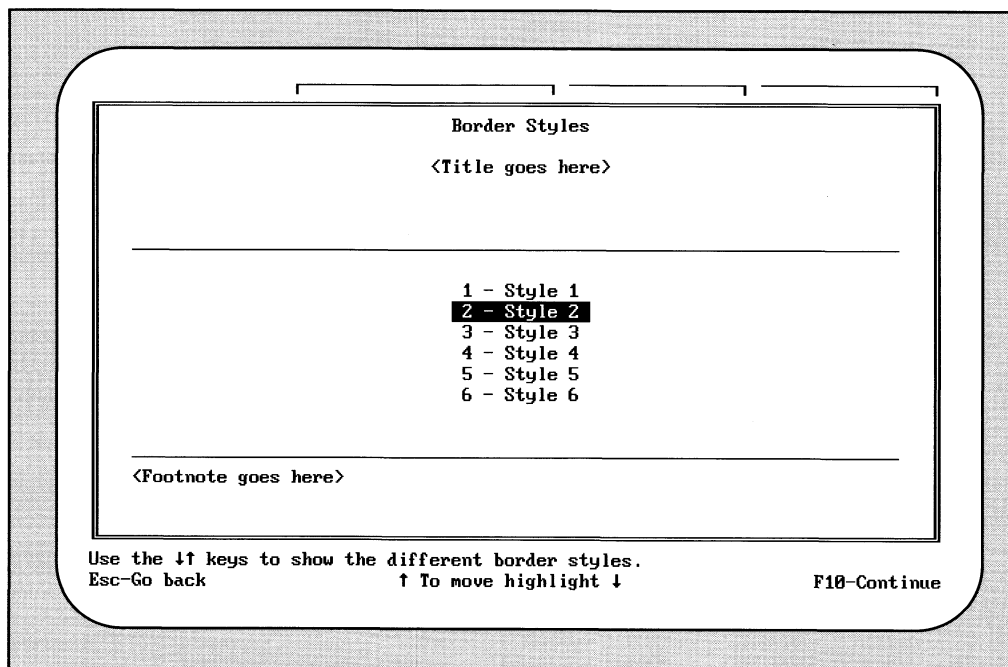 Border Styles
<Title goes here>
1 - Style 1
2 - Style 2
3 - Style 3
4 - Style 4
5 - Style 5
6 - Style 6
<Footnote goes here>
Use the ↓↑ keys to show the different border styles.
Esc-Go back ↑ To move highlight ↓ F10-Continue